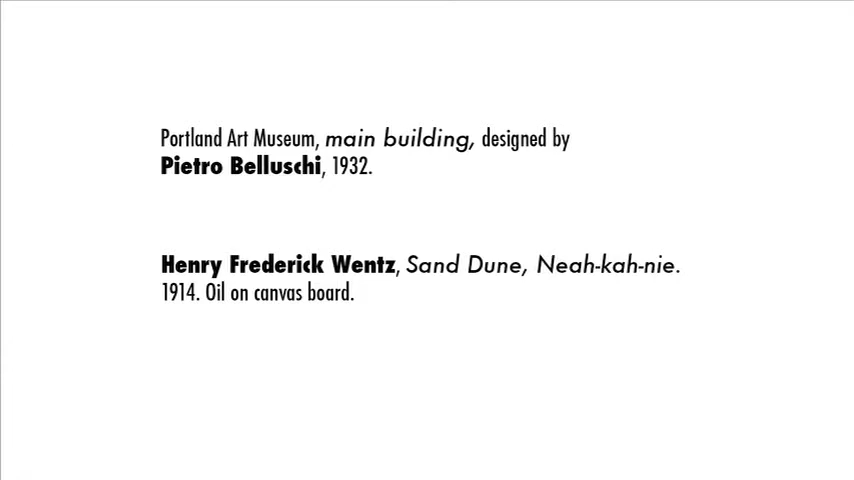 Portland Art Museum, main building, designed by
Pietro Belluschi, 1932.
Henry Frederick Wentz, Sand Dune, Neah-kah-nie.
1914. Oil on canvas board.